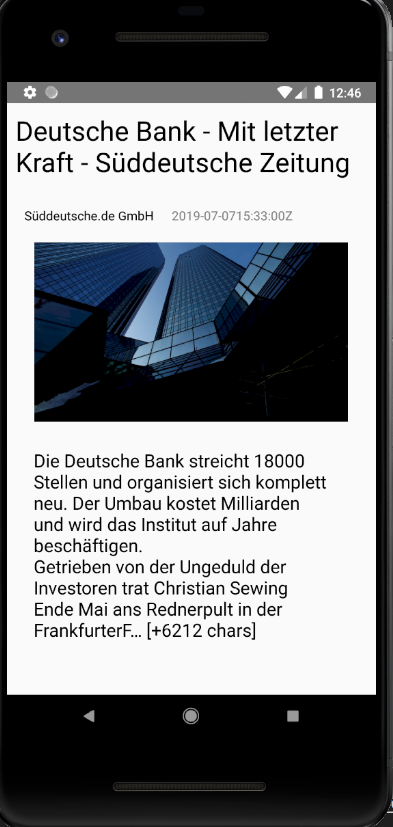 12:46
Deutsche Bank - Mit letzter
Kraft - Süddeutsche Zeitung
Süddeutsche.de GmbH 2019-07-0715:33:00Z
Die Deutsche Bank streicht 18000
Stellen und organisiert sich komplett
neu. Der Umbau kostet Milliarden
und wird das Institut auf Jahre
beschäftigen.
Getrieben von der Ungeduld der
Investoren trat Christian Sewing
Ende Mai ans Rednerpult in der
FrankfurterF… [+6212 chars]